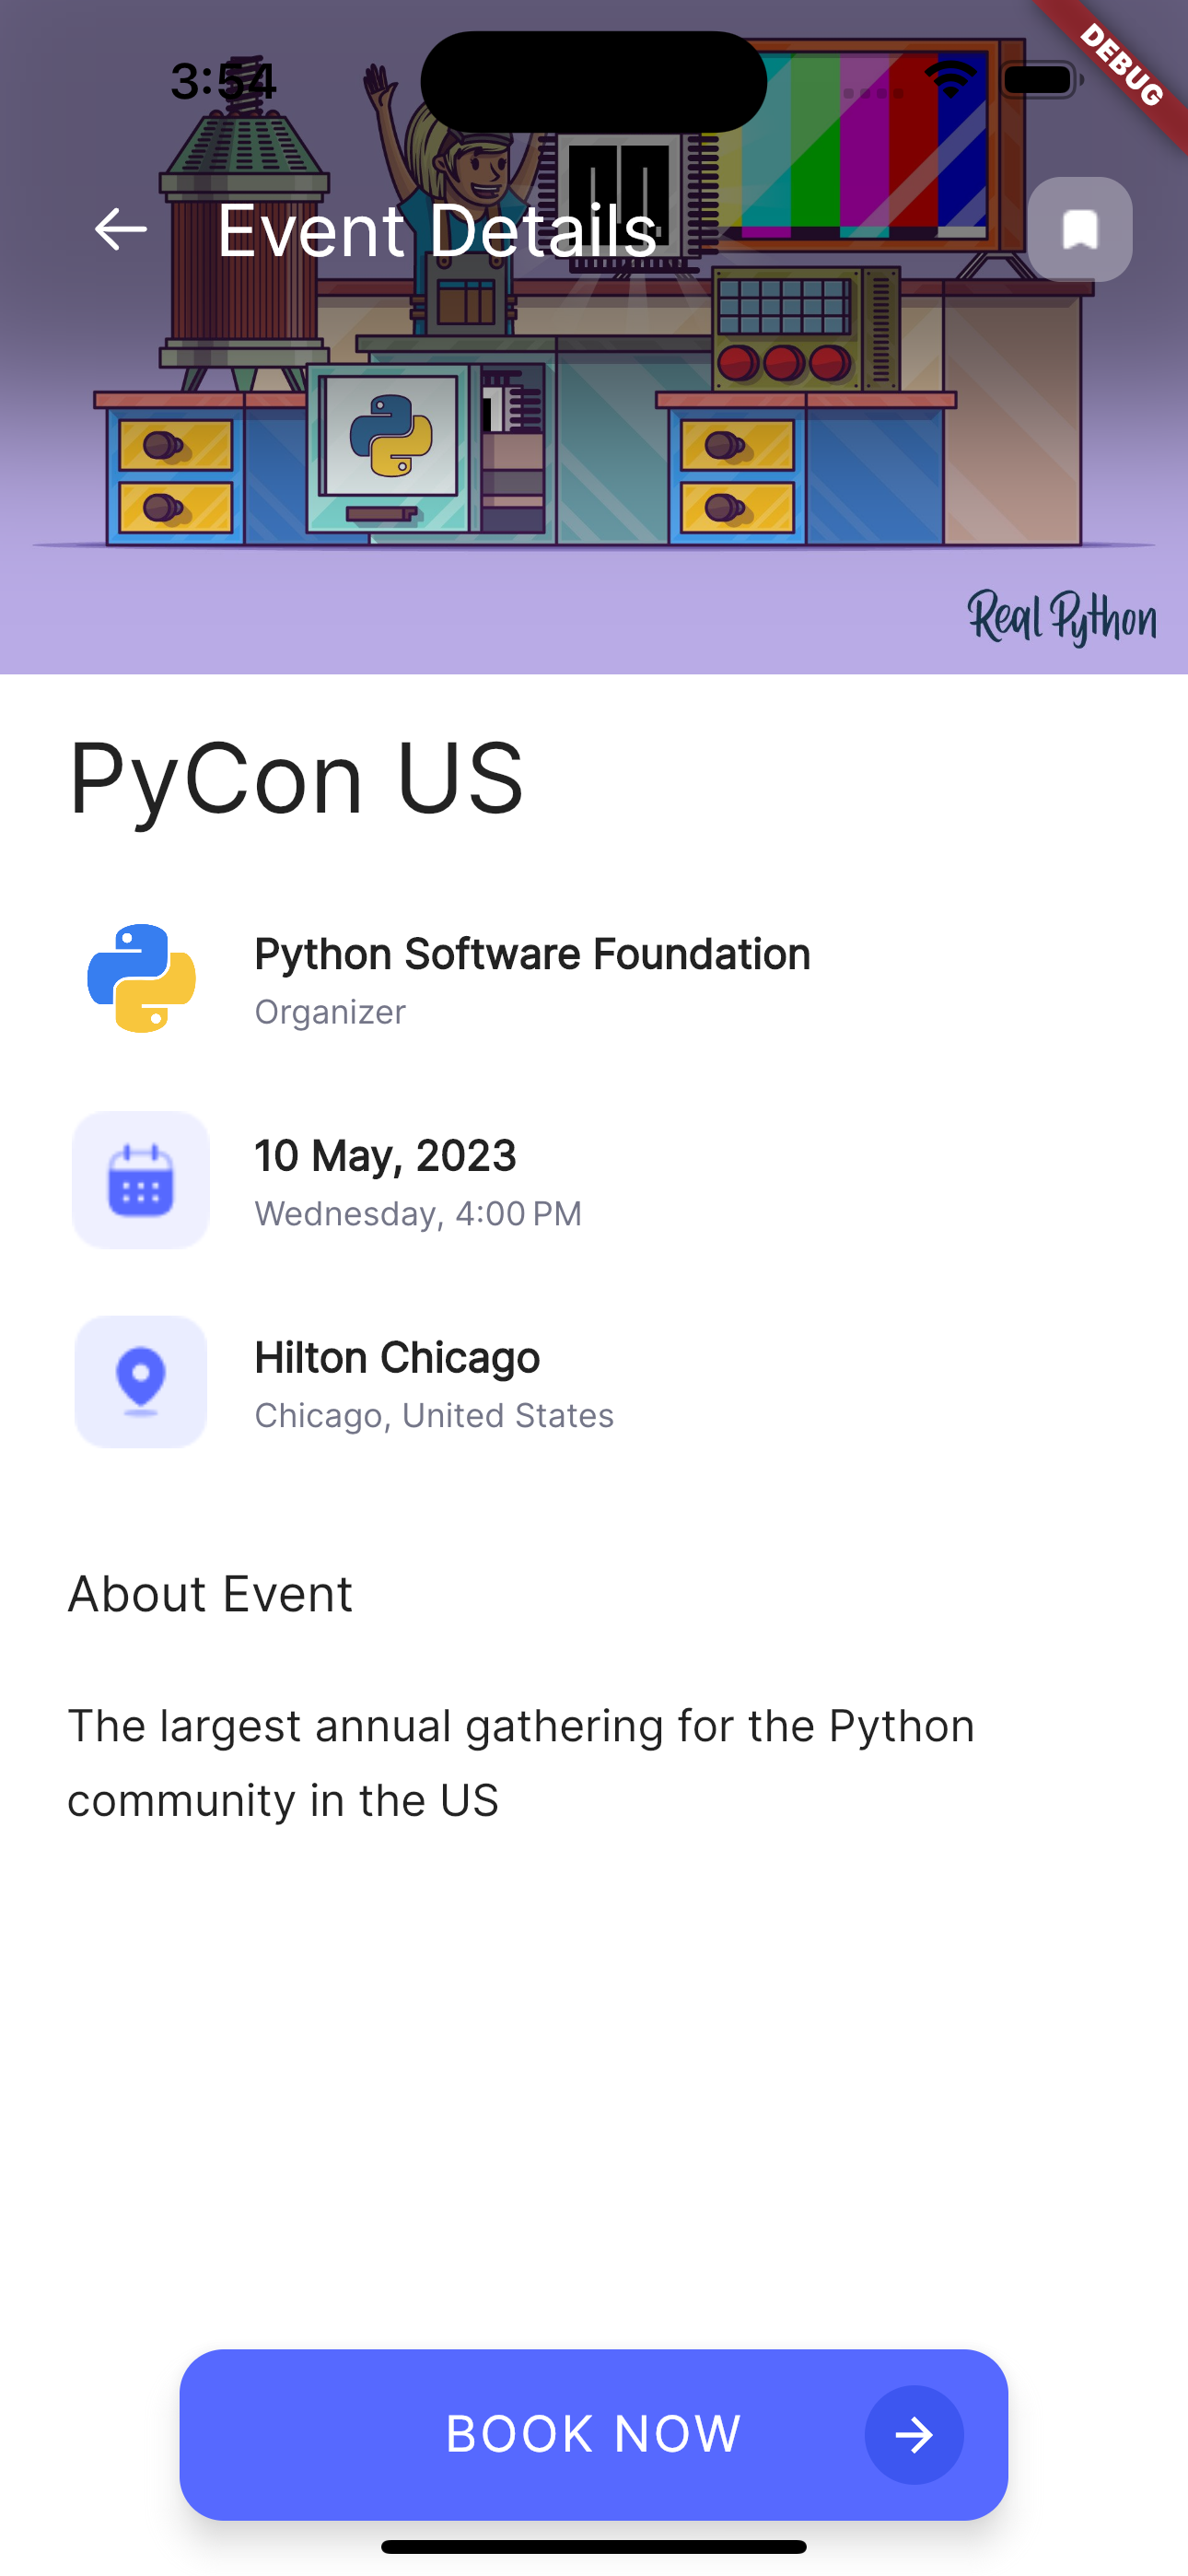 3:54
DEBUG
Event Details
Real Python
PyCon US
Python Software Foundation
Organizer
10 May, 2023
Wednesday, 4:00 PM
Hilton Chicago
Chicago, United States
About Event
The largest annual gathering for the Python
community in the US
BOOK NOW